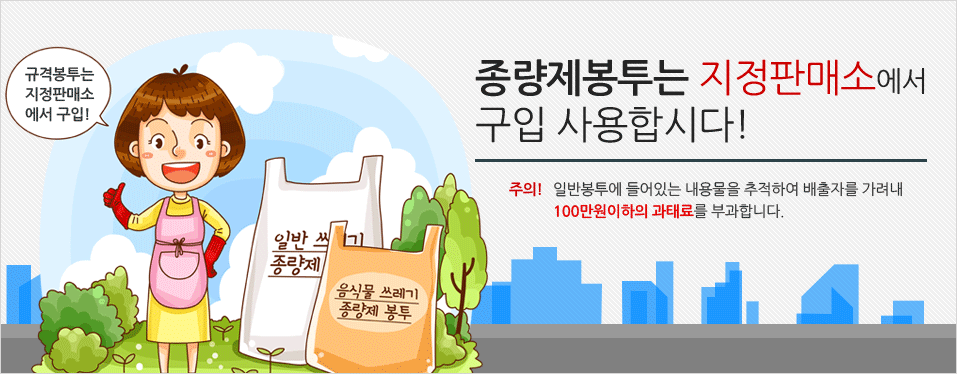 규격봉투는
지정판매소
에서 구입!
종량제봉투는 지정판매소에서
구입 사용합시다!
주의! 일반봉투에 들어있는 내용물을 추적하여 배출자를 가려내
100만원이하의 과태료를 부과합니다.
일반 쓰레기
종량제
음식물 쓰레기
종량제 봉투